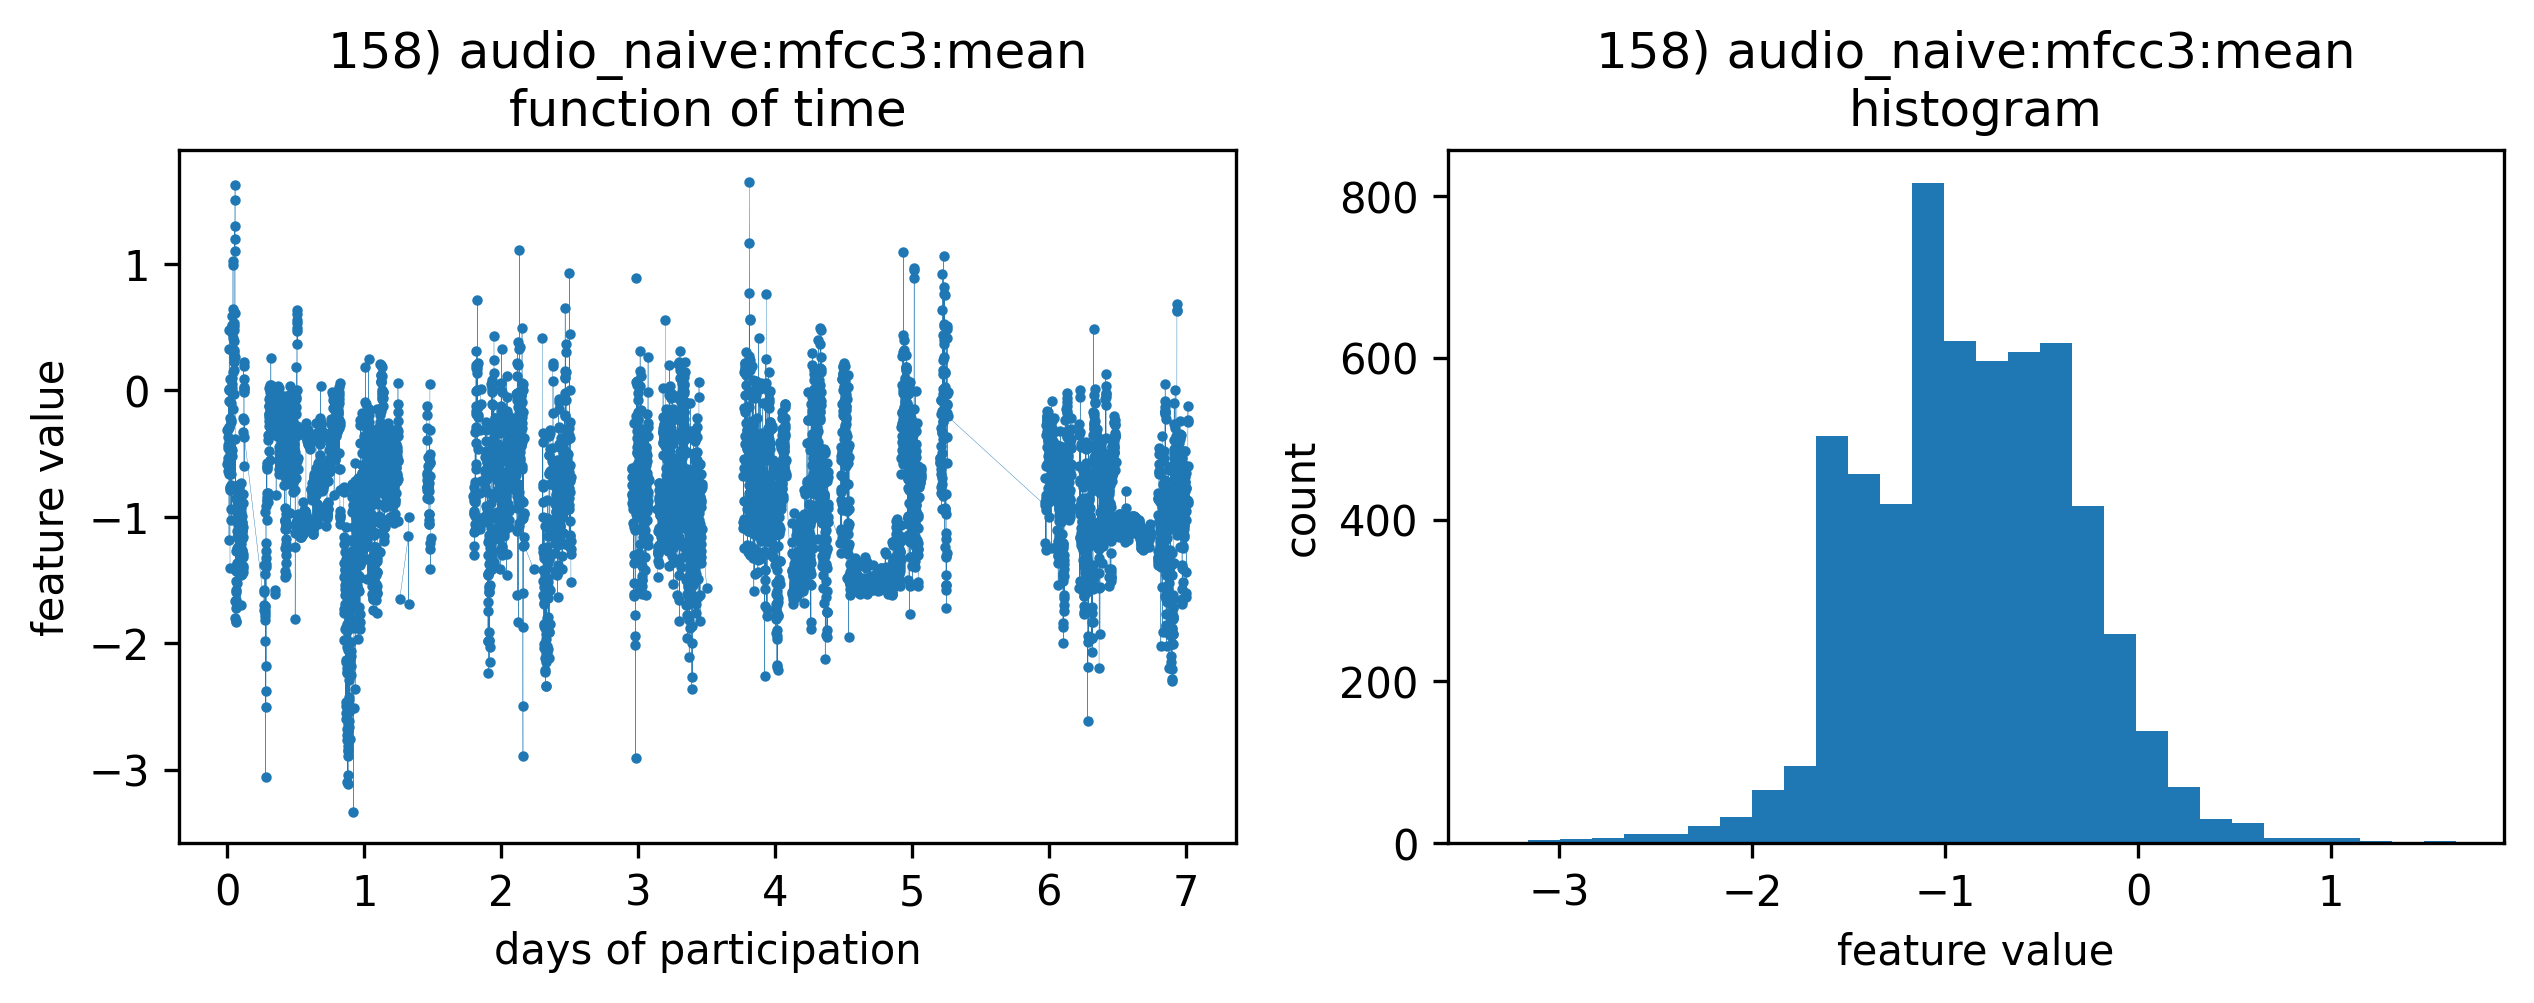 158) audio_naive:mfcc3:mean
function of time
feature value
1
0
−1
−2
−3
0 1 2 3 4 5 6 7
days of participation
158) audio_naive:mfcc3:mean
histogram
count
800
600
400
200
0
−3 −2 −1 0 1
feature value